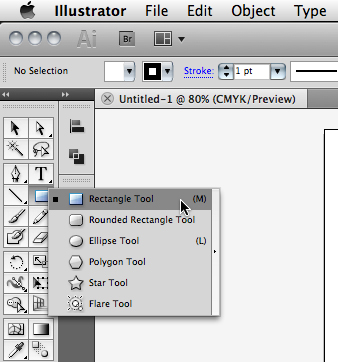 Illustrator File Edit Object Type
Ai Br
No Selection Stroke: 1 pt
Untitled-1 @ 80% (CMYK/Preview)
T
Rectangle Tool (M)
Rounded Rectangle Tool
Ellipse Tool (L)
Polygon Tool
Star Tool
Flare Tool